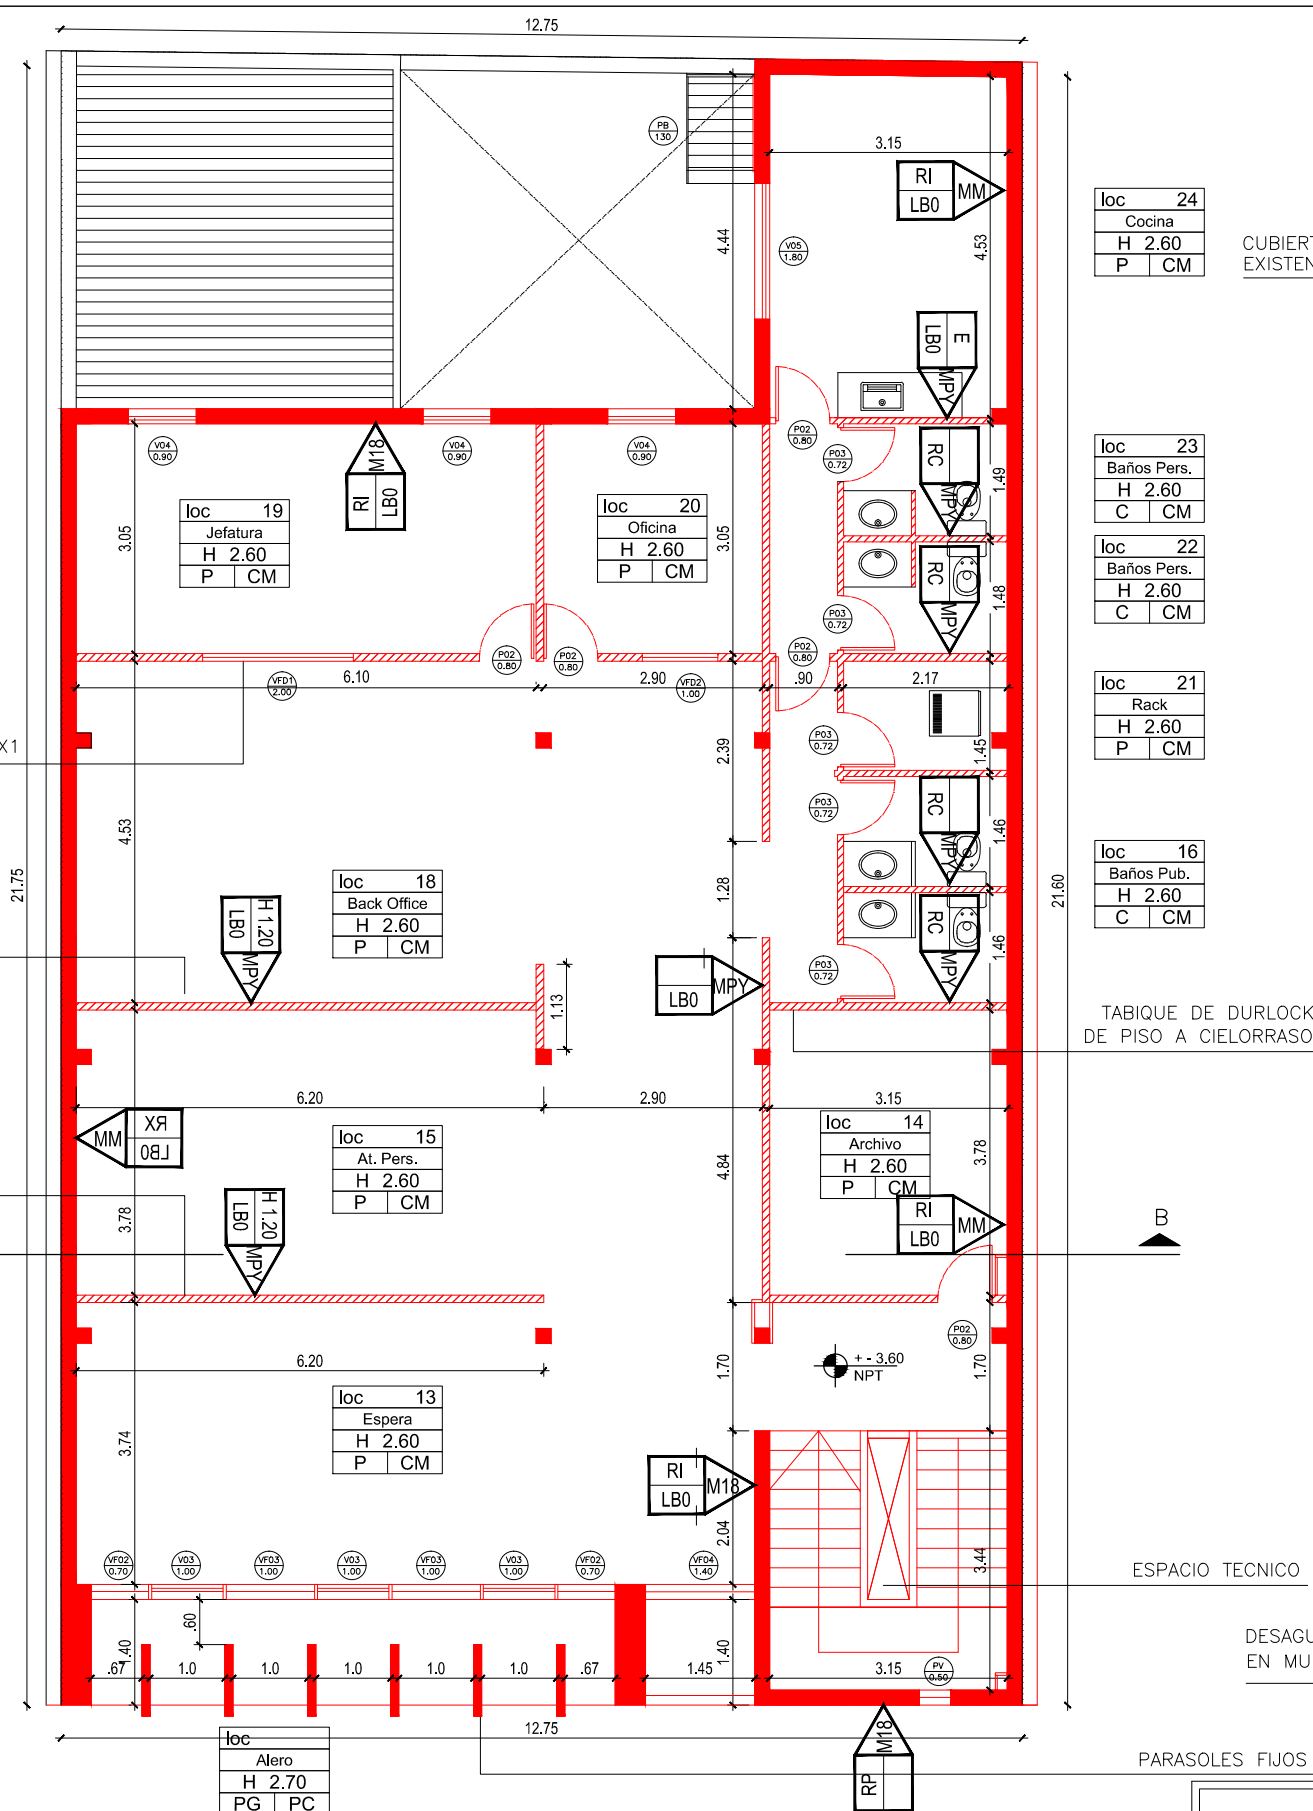 12.75
PB
130
3.15
RI
LB0
MM
loc 24
Cocina
H 2.60
P CM
CUBIERT
EXISTEN
4.44
V05
1.80
4.53
E
LB0
MPY
V04
0.90
V04
0.90
V04
0.90
M18
RI
LB0
P02
0.80
P03
0.72
RC
MPY
1.49
loc 23
Baños Pers.
H 2.60
C CM
loc 19
Jefatura
H 2.60
P CM
loc 20
Oficina
H 2.60
P CM
3.05
3.05
loc 22
Baños Pers.
H 2.60
C CM
RC
MPY
1.48
P03
0.72
P02
0.80
P02
0.80
P02
0.80
VFD1
2.00
6.10
2.90
VFD2
1.00
.90
2.17
loc 21
Rack
H 2.60
P CM
X1
2.39
P03
0.72
1.45
4.53
P03
0.72
RC
MPY
1.46
21.75
21.60
loc 16
Baños Pub.
H 2.60
C CM
loc 18
Back Office
H 2.60
P CM
1.28
H 1.20
LB0
MPY
RC
MPY
1.46
P03
0.72
LB0
MPY
1.13
TABIQUE DE DURLOCK
DE PISO A CIELORRASO
6.20
2.90
3.15
RX
LB0
MM
loc 15
At. Pers.
H 2.60
P CM
loc 14
Archivo
H 2.60
P CM
4.84
3.78
3.78
H 1.20
LB0
MPY
RI
LB0
MM
B
P02
0.80
+ - 3.60
NPT
6.20
1.70
1.70
loc 13
Espera
H 2.60
P CM
3.74
RI
LB0
M18
2.04
3.44
VF02
0.70
V03
1.00
VF03
1.00
V03
1.00
VF03
1.00
V03
1.00
VF02
0.70
VF04
1.40
ESPACIO TECNICO
.60
1.40
1.40
DESAGU
EN MU
.67
1.0
1.0
1.0
1.0
1.0
.67
1.45
3.15
PV
0.50
12.75
M18
RP
loc
Alero
H 2.70
PG PC
PARASOLES FIJOS